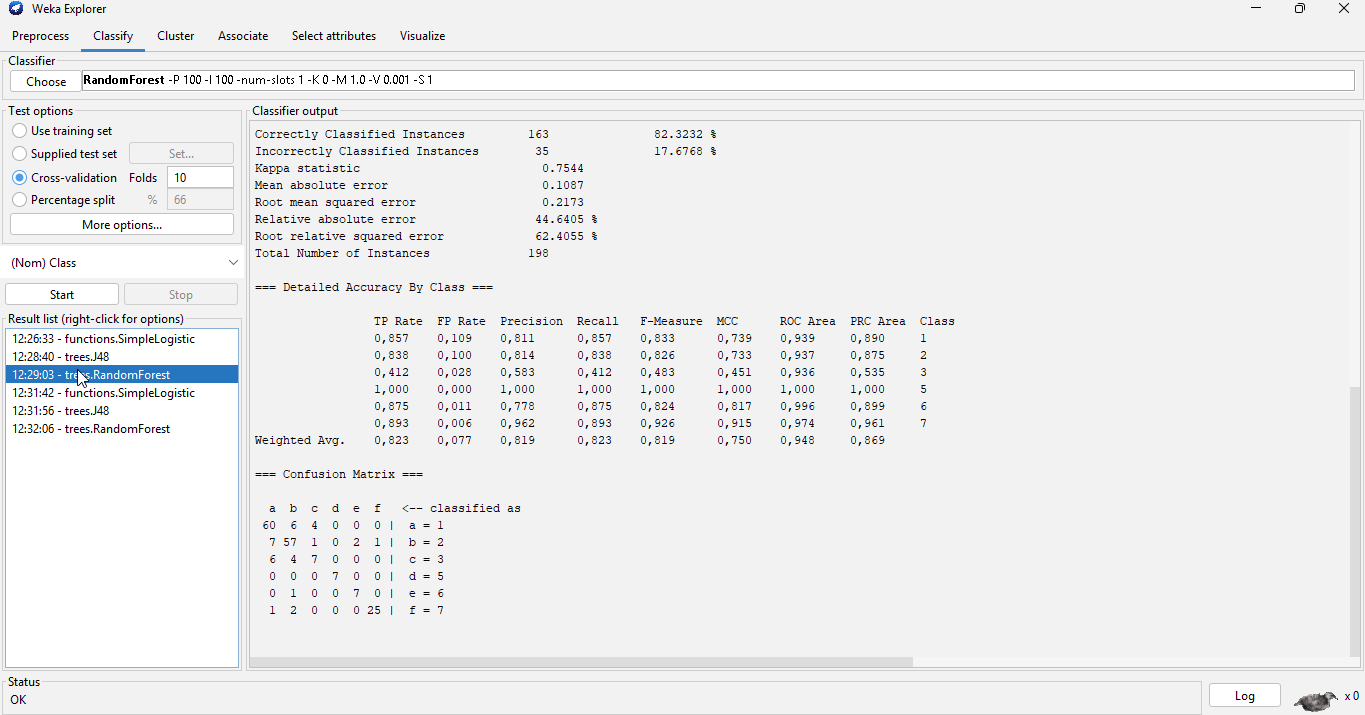 Weka Explorer
Preprocess Classify Cluster Associate Select attributes Visualize
Classifier
Choose RandomForest -P 100 -I 100 -num-slots 1 -K 0 -M 1.0 -V 0.001 -S 1
Test options
Use training set
Supplied test set Set...
Cross-validation Folds 10
Percentage split % 66
More options...
(Nom) Class
Start Stop
Result list (right-click for options)
12:26:33 - functions.SimpleLogistic
12:28:40 - trees.J48
12:29:03 - trees.RandomForest
12:31:42 - functions.SimpleLogistic
12:31:56 - trees.J48
12:32:06 - trees.RandomForest
Classifier output
Correctly Classified Instances 163 82.3232 %
Incorrectly Classified Instances 35 17.6768 %
Kappa statistic 0.7544
Mean absolute error 0.1087
Root mean squared error 0.2173
Relative absolute error 44.6405 %
Root relative squared error 62.4055 %
Total Number of Instances 198
=== Detailed Accuracy By Class ===
TP Rate FP Rate Precision Recall F-Measure MCC ROC Area PRC Area Class
0,857 0,109 0,811 0,857 0,833 0,739 0,939 0,890 1
0,838 0,100 0,814 0,838 0,826 0,733 0,937 0,875 2
0,412 0,028 0,583 0,412 0,483 0,451 0,936 0,535 3
1,000 0,000 1,000 1,000 1,000 1,000 1,000 1,000 5
0,875 0,011 0,778 0,875 0,824 0,817 0,996 0,899 6
0,893 0,006 0,962 0,893 0,926 0,915 0,974 0,961 7
Weighted Avg. 0,823 0,077 0,819 0,823 0,819 0,750 0,948 0,869
=== Confusion Matrix ===
a b c d e f <-- classified as
60 6 4 0 0 0 | a = 1
7 57 1 0 2 1 | b = 2
6 4 7 0 0 0 | c = 3
0 0 0 7 0 0 | d = 5
0 1 0 0 7 0 | e = 6
1 2 0 0 0 25 | f = 7
Status
OK
Log
x 0